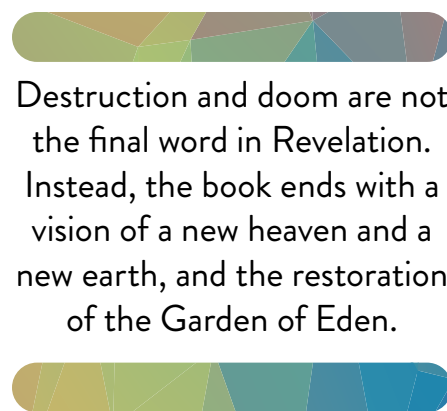 Destruction and doom are not
the final word in Revelation.
Instead, the book ends with a
vision of a new heaven and a
new earth, and the restoration
of the Garden of Eden.